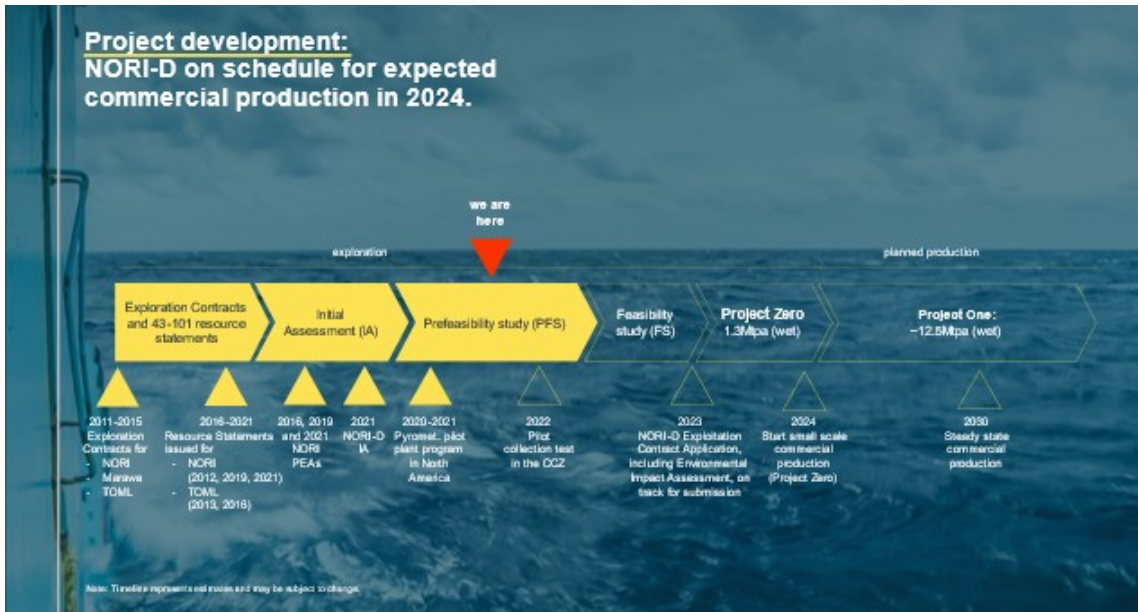 Project development:
NORI-D on schedule for expected
commercial production in 2024.
we are
here
exploration
planned production
Exploration Contracts
and 43-101 resource
statements
Initial
Assessment (IA)
Prefeasibility study (PFS)
Feasibility
study (FS)
Project Zero
1.3Mtpa (wet)
Project One:
~12.5Mtpa (wet)
2011-2015
Exploration
Contracts for
- NORI
- Marawa
- TOML
2016-2021
Resource Statements
issued for
- NORI
(2012, 2019, 2021)
- TOML
(2013, 2016)
2016, 2019
and 2021
NORI
PEAs
2021
NORI-D
IA
2020-2021
Pyromet. pilot
plant program
in North
America
2022
Pilot
collection test
in the CCZ
2023
NORI-D Exploitation
Contract Application,
including Environmental
Impact Assessment, on
track for submission
2024
Start small scale
commercial
production
(Project Zero)
2030
Steady state
commercial
production
Note: Timeline represents estimates and may be subject to change.